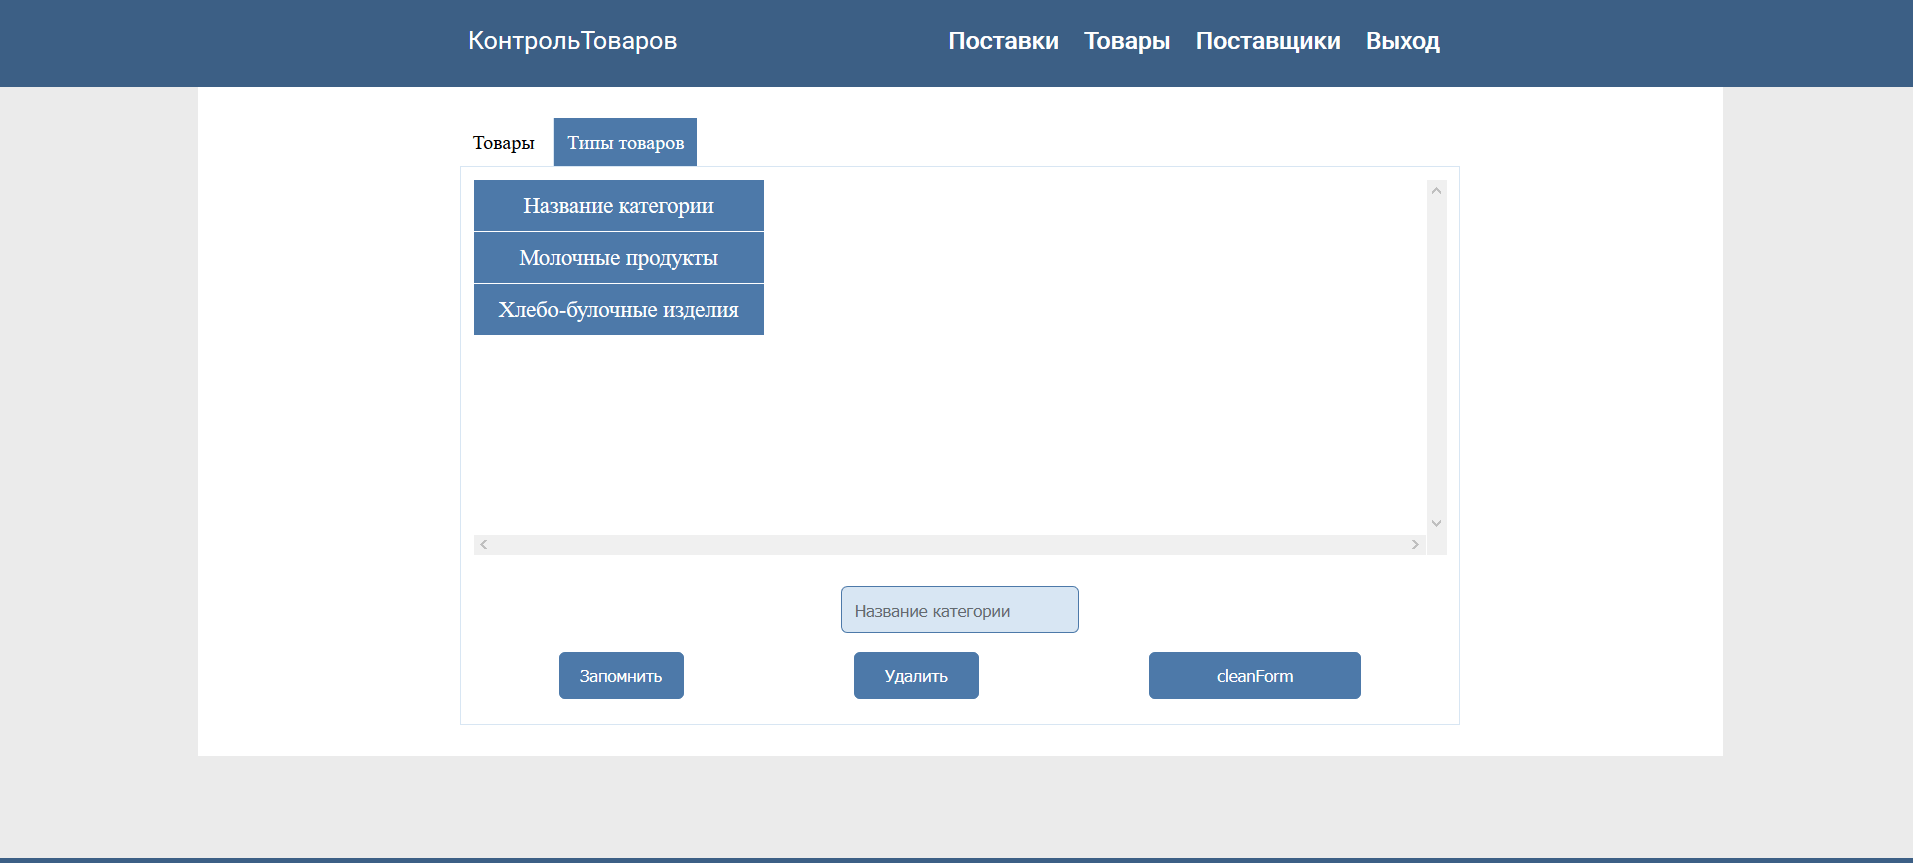 КонтрольТоваров
Поставки Товары Поставщики Выход
Товары Типы товаров
Название категории
Молочные продукты
Хлебо-булочные изделия
Название категории
Запомнить Удалить cleanForm